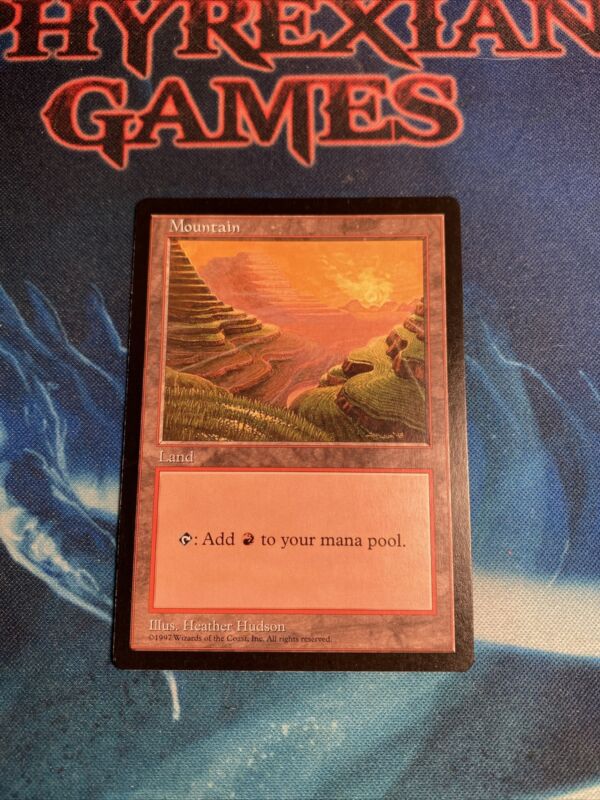 PHYREXIAN
GAMES
Mountain
Land
: Add to your mana pool.
Illus. Heather Hudson
©1997 Wizards of the Coast, Inc. All rights reserved.